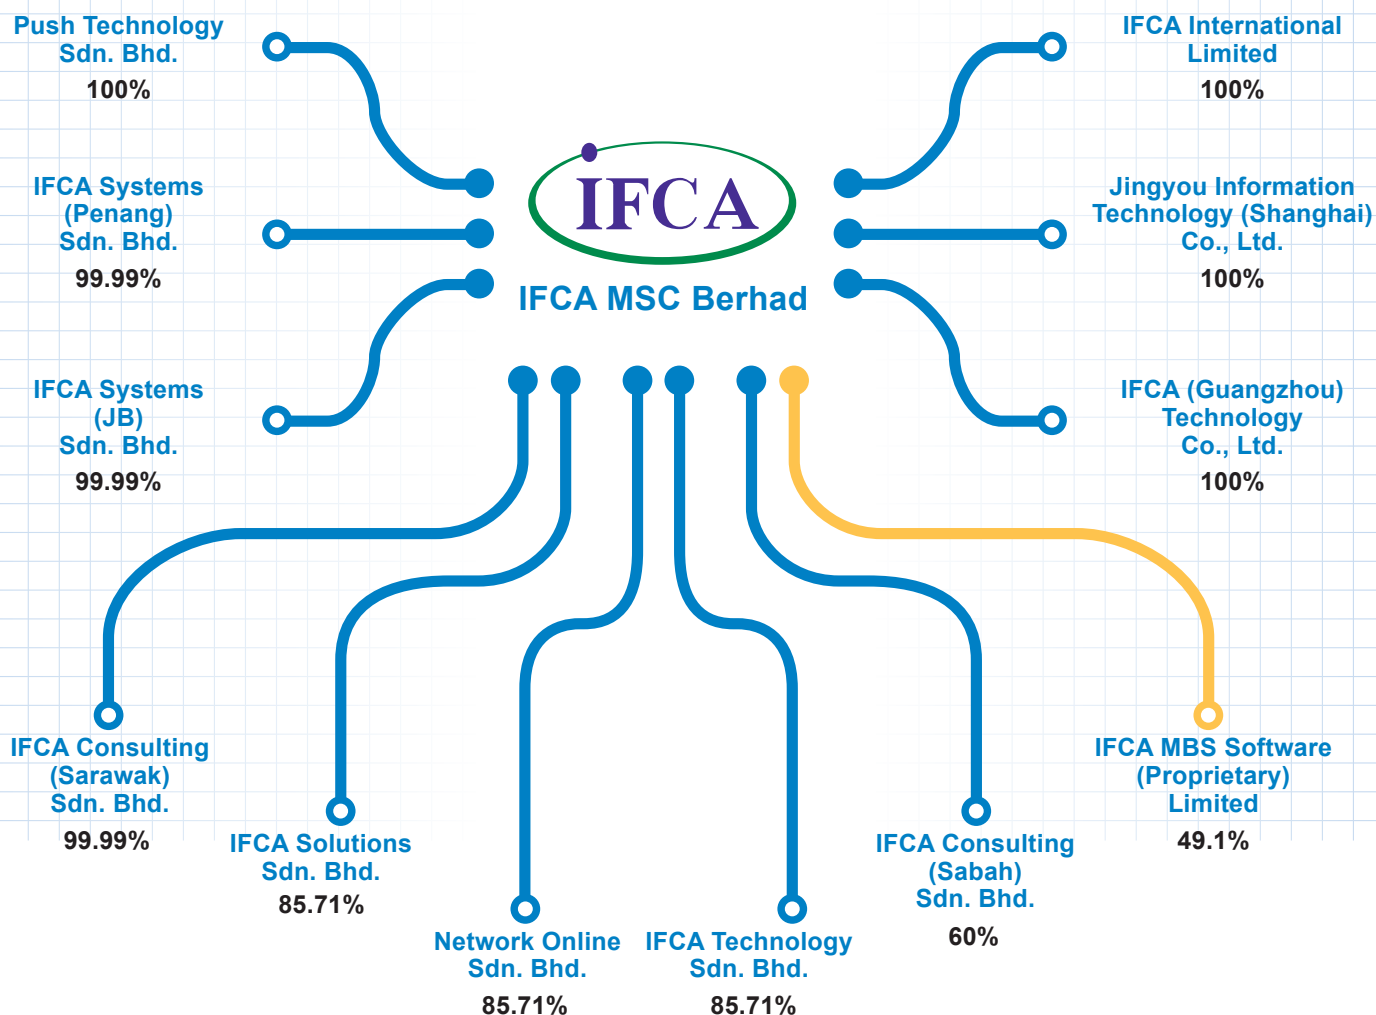 Push Technology
Sdn. Bhd.
100%
IFCA International
Limited
100%
IFCA
IFCA MSC Berhad
IFCA Systems
(Penang)
Sdn. Bhd.
99.99%
Jingyou Information
Technology (Shanghai)
Co., Ltd.
100%
IFCA Systems
(JB)
Sdn. Bhd.
99.99%
IFCA (Guangzhou)
Technology
Co., Ltd.
100%
IFCA Consulting
(Sarawak)
Sdn. Bhd.
99.99%
IFCA Solutions
Sdn. Bhd.
85.71%
Network Online
Sdn. Bhd.
85.71%
IFCA Technology
Sdn. Bhd.
85.71%
IFCA Consulting
(Sabah)
Sdn. Bhd.
60%
IFCA MBS Software
(Proprietary)
Limited
49.1%